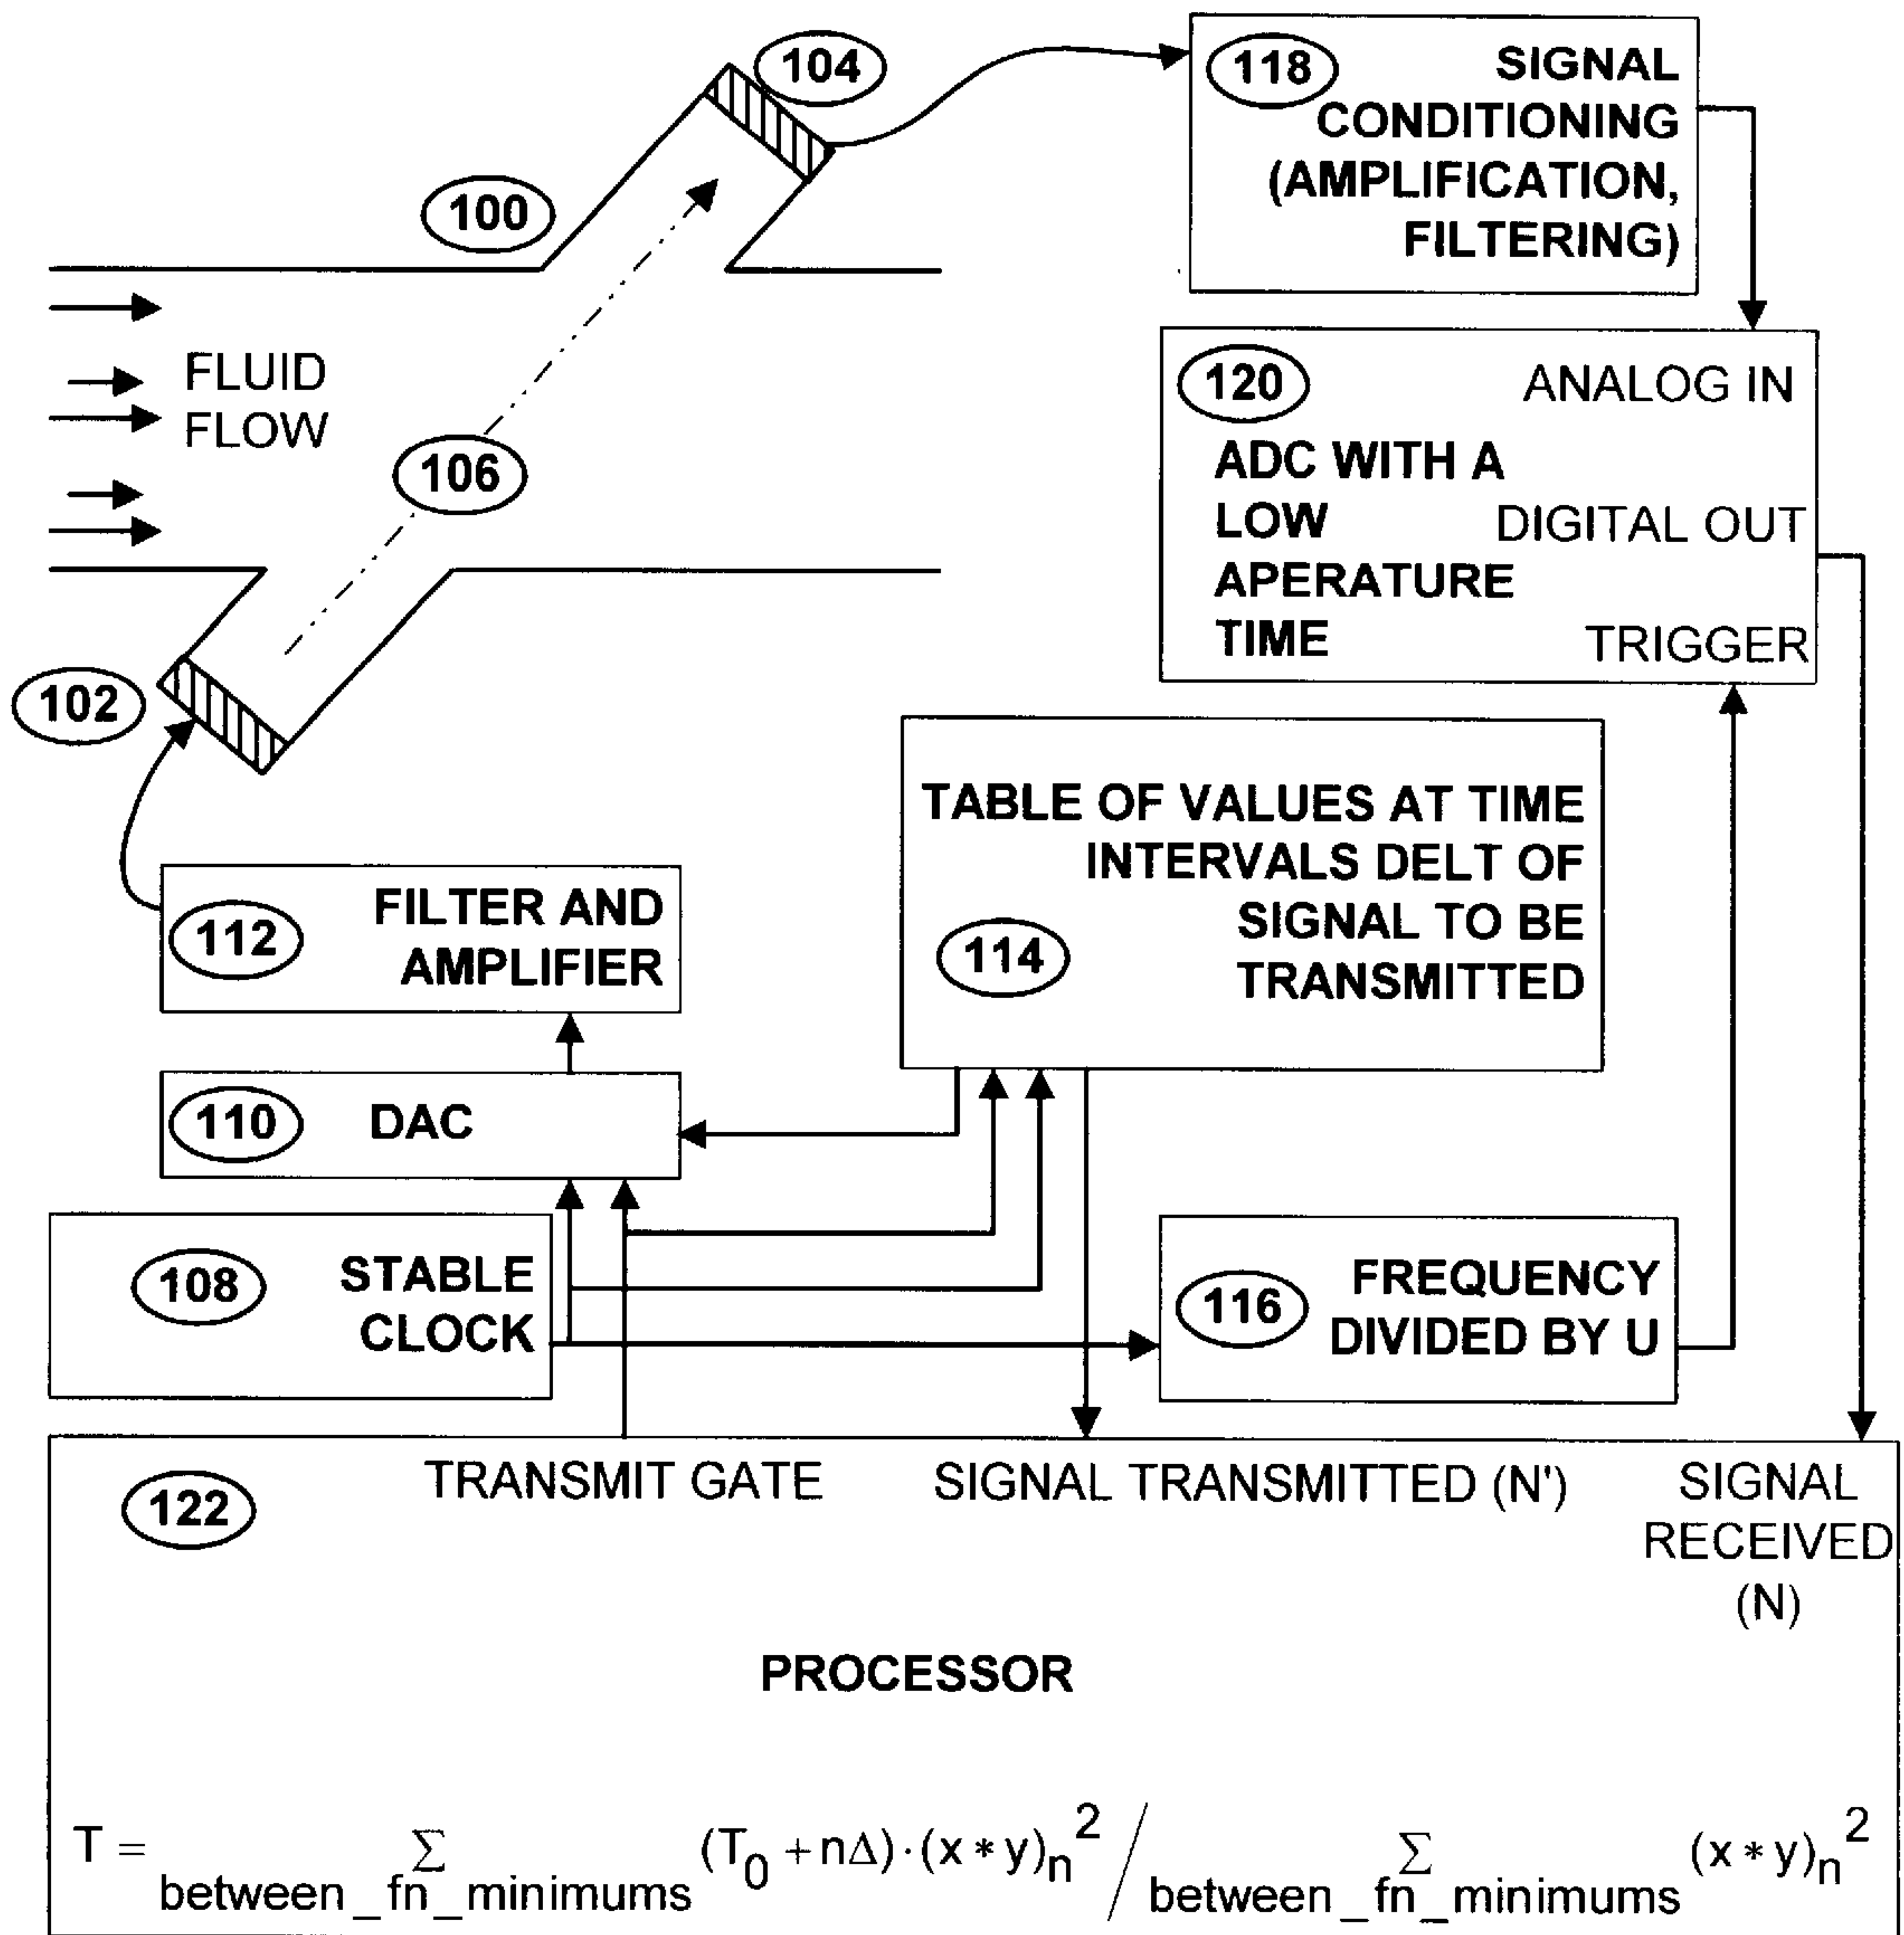 104
118 SIGNAL
CONDITIONING
(AMPLIFICATION,
FILTERING)
100
FLUID
FLOW
106
120 ANALOG IN
ADC WITH A
LOW DIGITAL OUT
APERATURE
TIME TRIGGER
102
TABLE OF VALUES AT TIME
INTERVALS DELT OF
SIGNAL TO BE
114 TRANSMITTED
112 FILTER AND
AMPLIFIER
110 DAC
108 STABLE
CLOCK
116 FREQUENCY
DIVIDED BY U
TRANSMIT GATE SIGNAL TRANSMITTED (N') SIGNAL
122 RECEIVED
(N)
PROCESSOR
T = Σ (T₀ + nΔ) · (x * y)ₙ² / Σ (x * y)ₙ²
between_fn_minimums between_fn_minimums